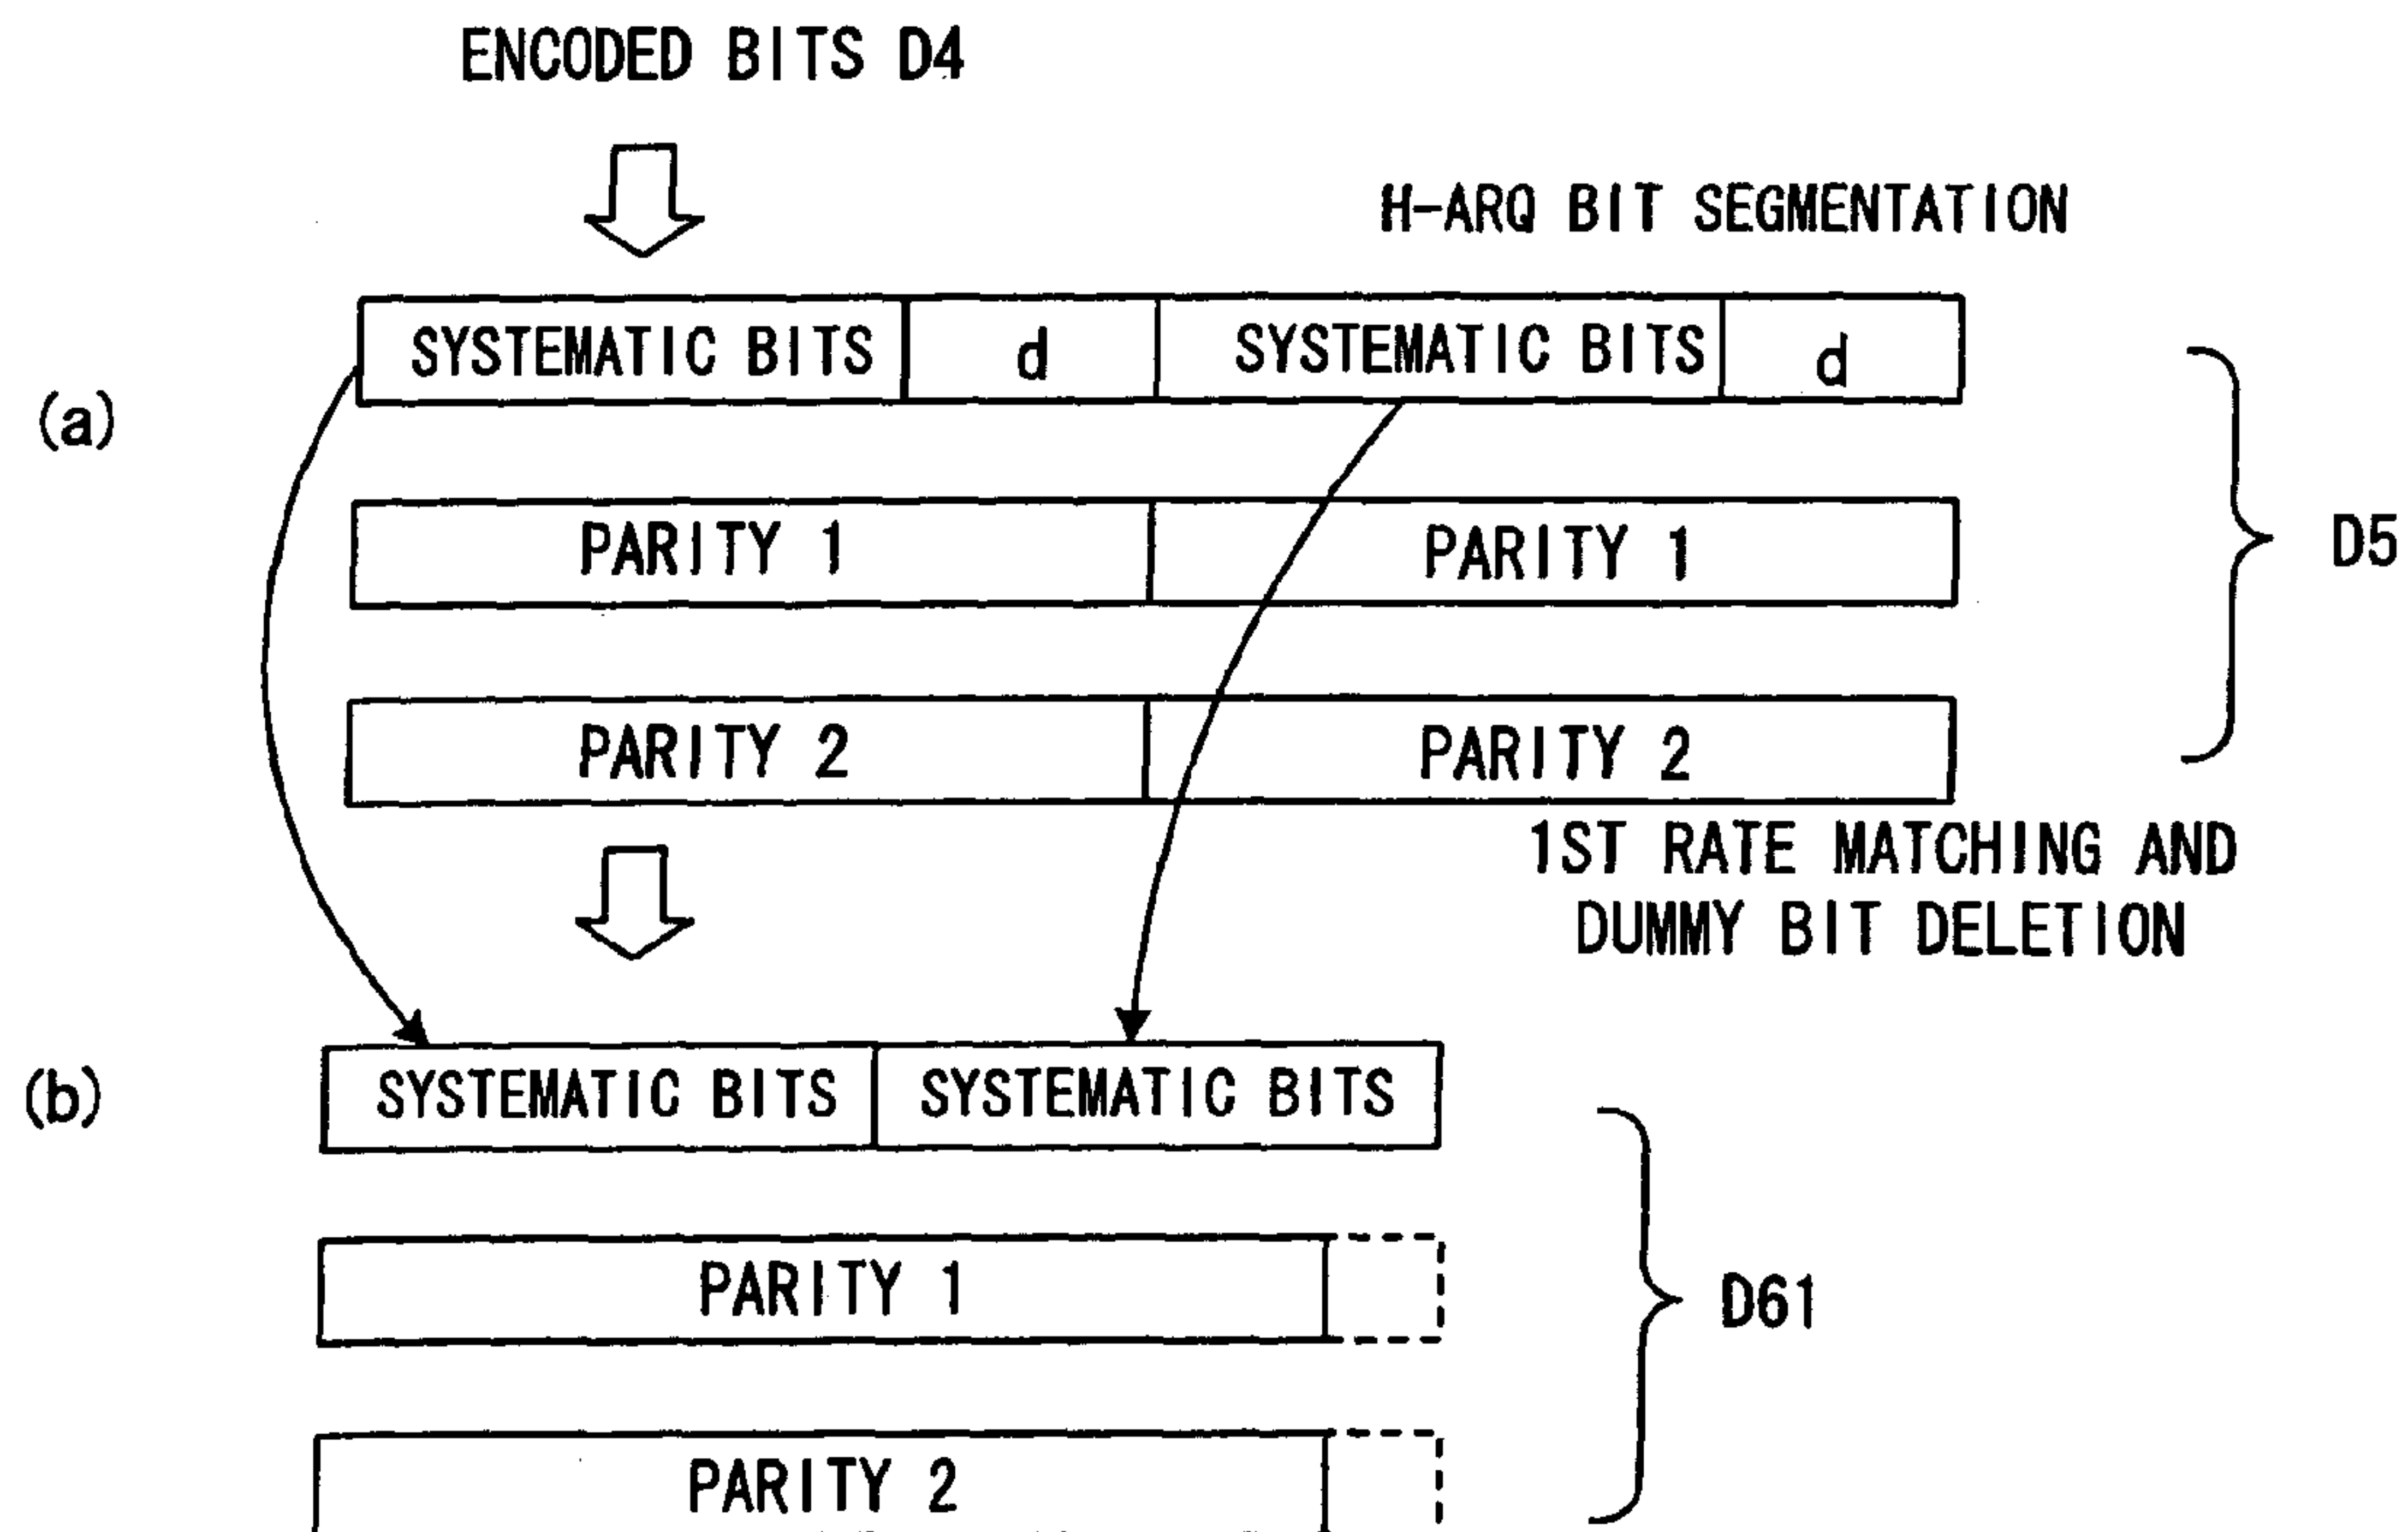 ENCODED BITS D4
H-ARQ BIT SEGMENTATION
(a)
SYSTEMATIC BITS d SYSTEMATIC BITS d
PARITY 1 PARITY 1
D5
PARITY 2 PARITY 2
1ST RATE MATCHING AND
DUMMY BIT DELETION
(b)
SYSTEMATIC BITS SYSTEMATIC BITS
PARITY 1
D61
PARITY 2